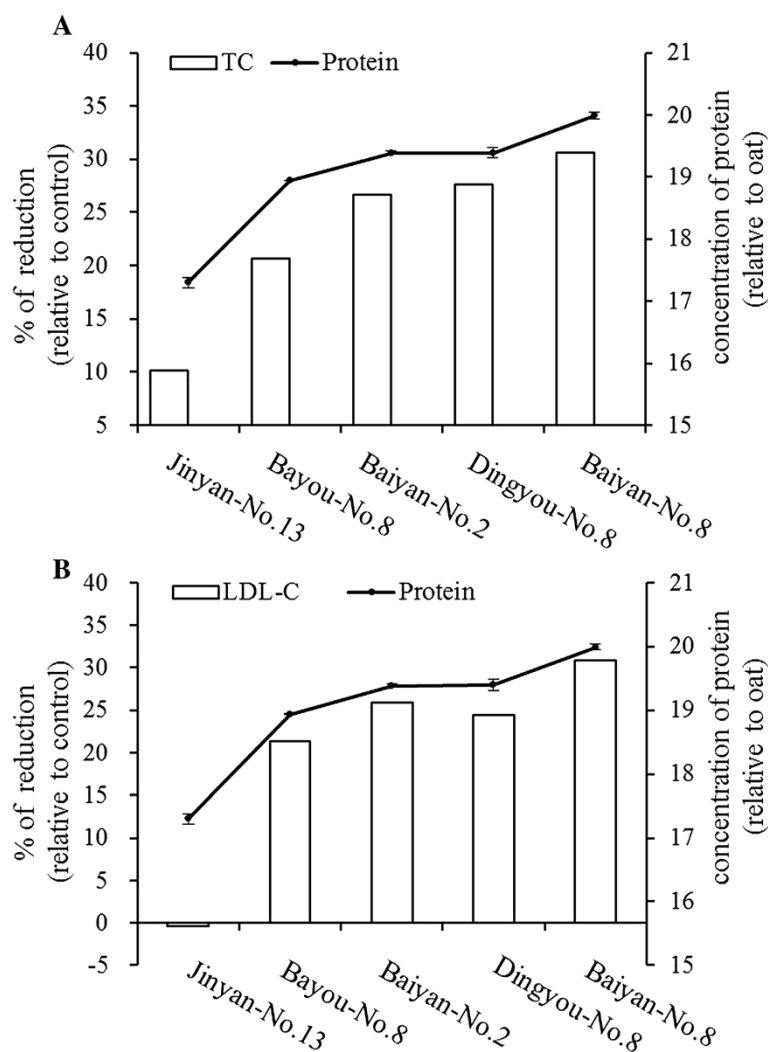 A
TC Protein
40
35
30
25
20
15
10
5
% of reduction
(relative to control)
21
20
19
18
17
16
15
concentration of protein
(relative to oat)
Jinyan-No.13
Bayou-No.8
Baiyan-No.2
Dingyou-No.8
Baiyan-No.8
B
LDL-C Protein
40
35
30
25
20
15
10
5
0
-5
% of reduction
(relative to control)
21
20
19
18
17
16
15
concentration of protein
(relative to oat)
Jinyan-No.13
Bayou-No.8
Baiyan-No.2
Dingyou-No.8
Baiyan-No.8